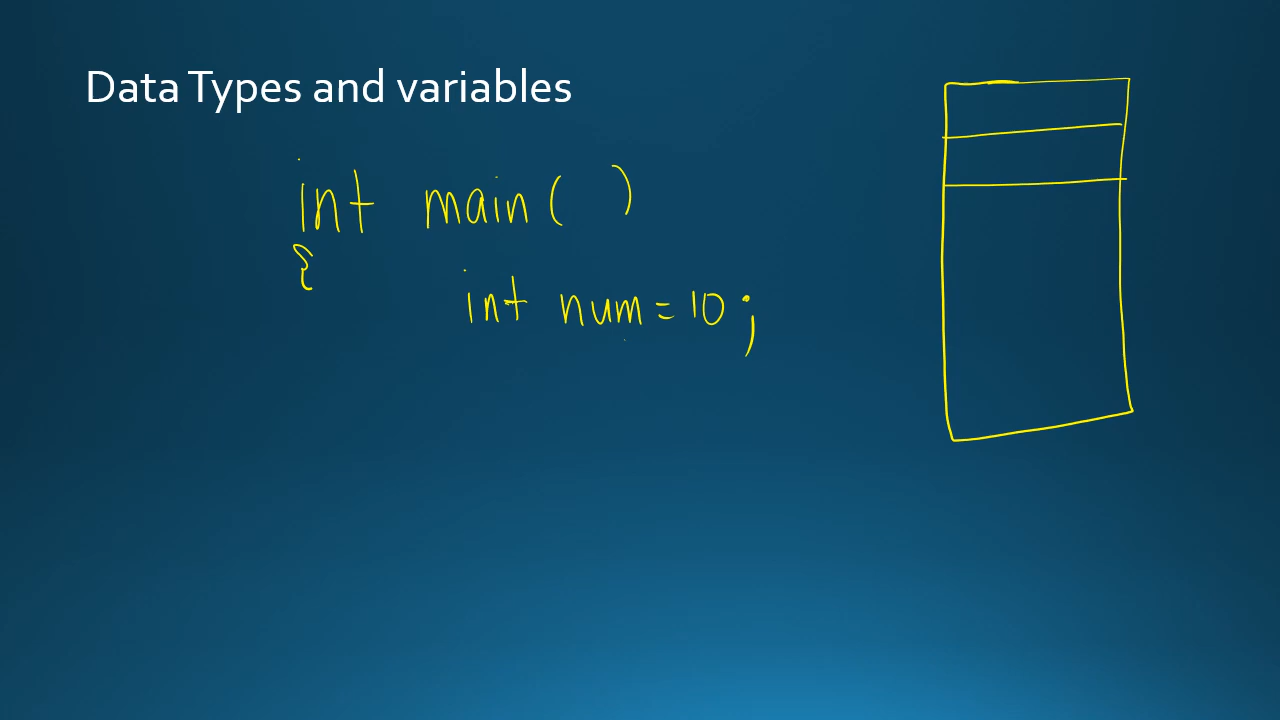 Data Types and variables
int main( )
{
int num = 10 ;